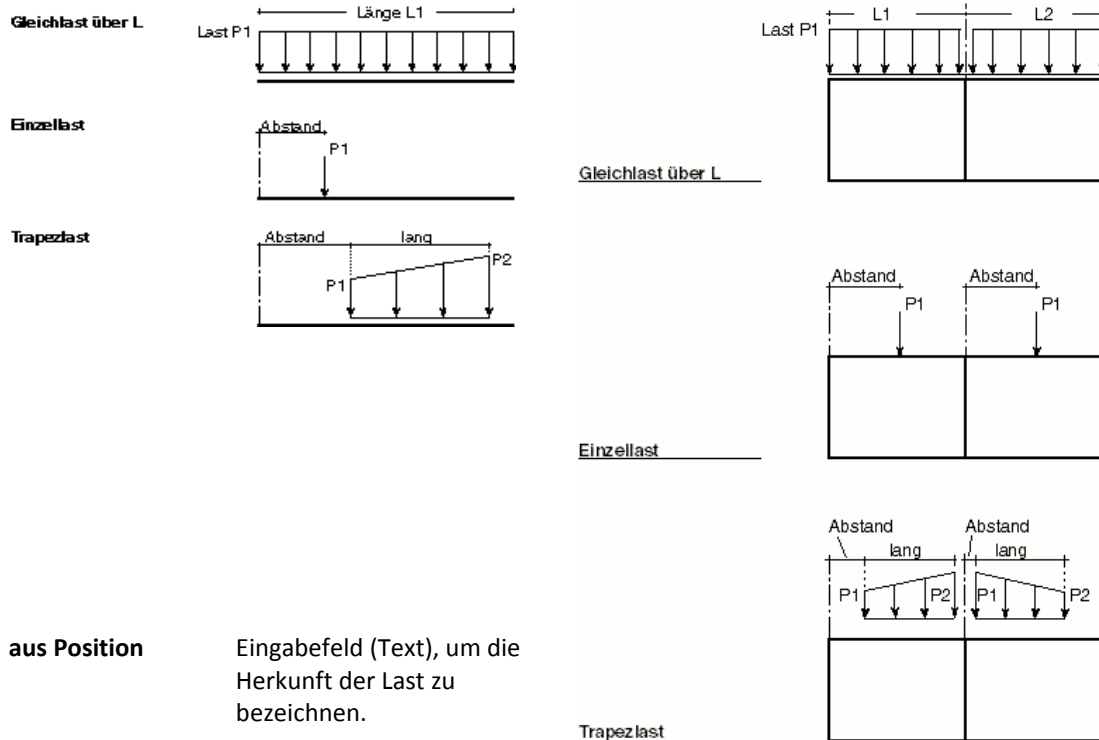 Gleichlast über L
Länge L1
Last P1
Einzellast
Abstand
P1
Trapezlast
Abstand lang
P1
P2
aus Position Eingabefeld (Text), um die
Herkunft der Last zu
bezeichnen.
L1 L2
Last P1
Gleichlast über L
Abstand Abstand
P1 P1
Einzellast
Abstand Abstand
lang lang
P1 P2 P1 P2
Trapezlast